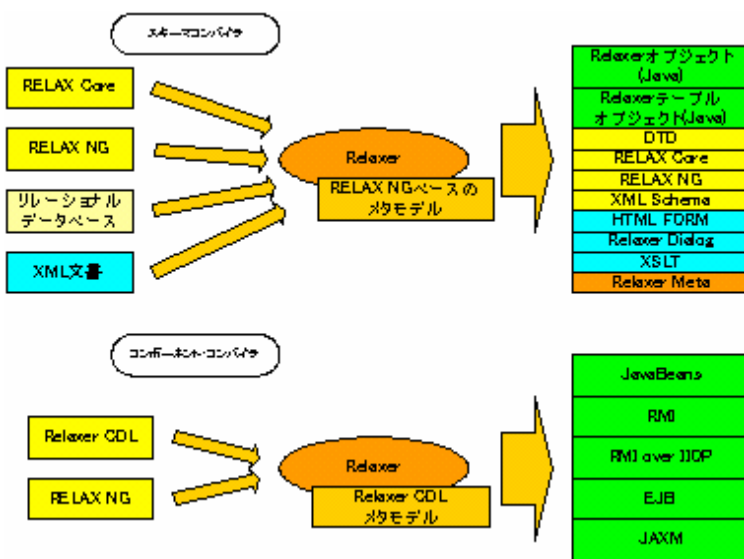 スキーマコンパイラ
RELAX Core
RELAX NG
リレーショナル
データベース
XML文書
Relaxer
RELAX NGベースの
メタモデル
Relaxerオブジェクト
(Java)
Relaxerテーブル
オブジェクト(Java)
DTD
RELAX Core
RELAX NG
XML Schema
HTML FORM
Relaxer Dialog
XSLT
Relaxer Meta
コンポーネント・コンパイラ
Relaxer CDL
RELAX NG
Relaxer
Relaxer CDL
メタモデル
JavaBeans
RMI
RMI over IIOP
EJB
JAXM